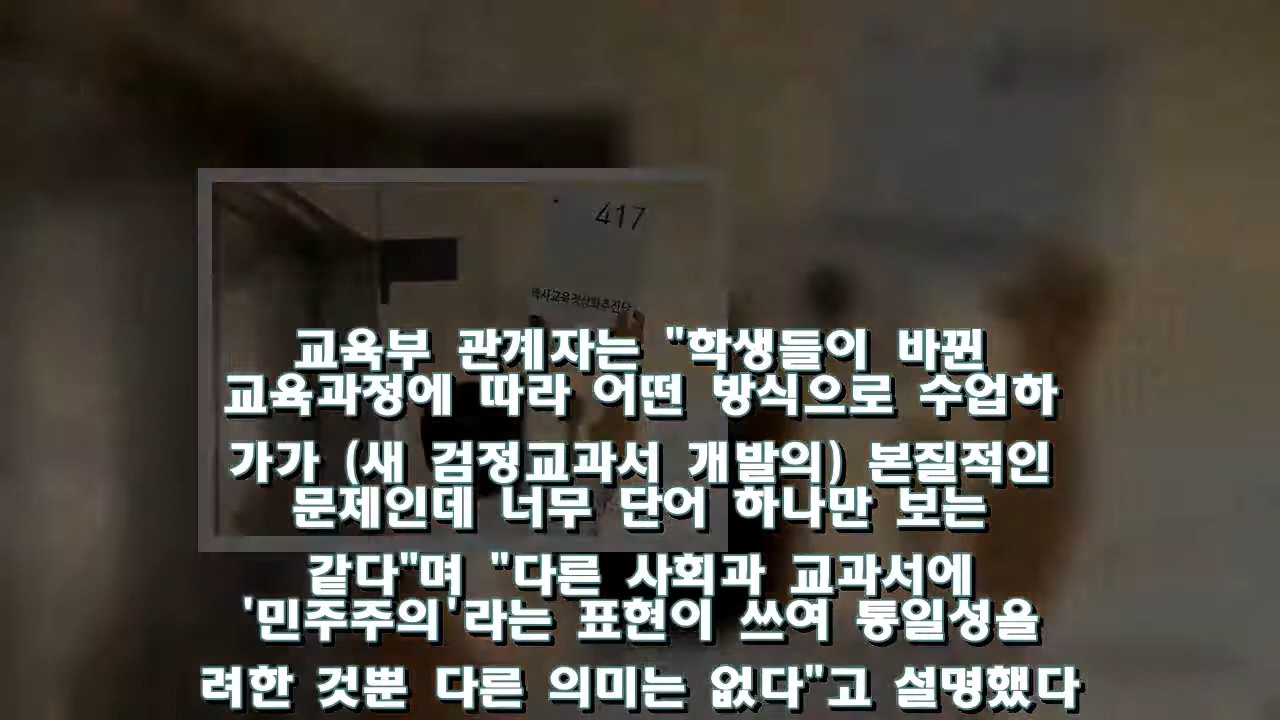 417
역사교육정상화추진단
교육부 관계자는 "학생들이 바뀐
교육과정에 따라 어떤 방식으로 수업하
가가 (새 검정교과서 개발의) 본질적인
문제인데 너무 단어 하나만 보는
같다"며 "다른 사회과 교과서에
'민주주의'라는 표현이 쓰여 통일성을
려한 것뿐 다른 의미는 없다"고 설명했다